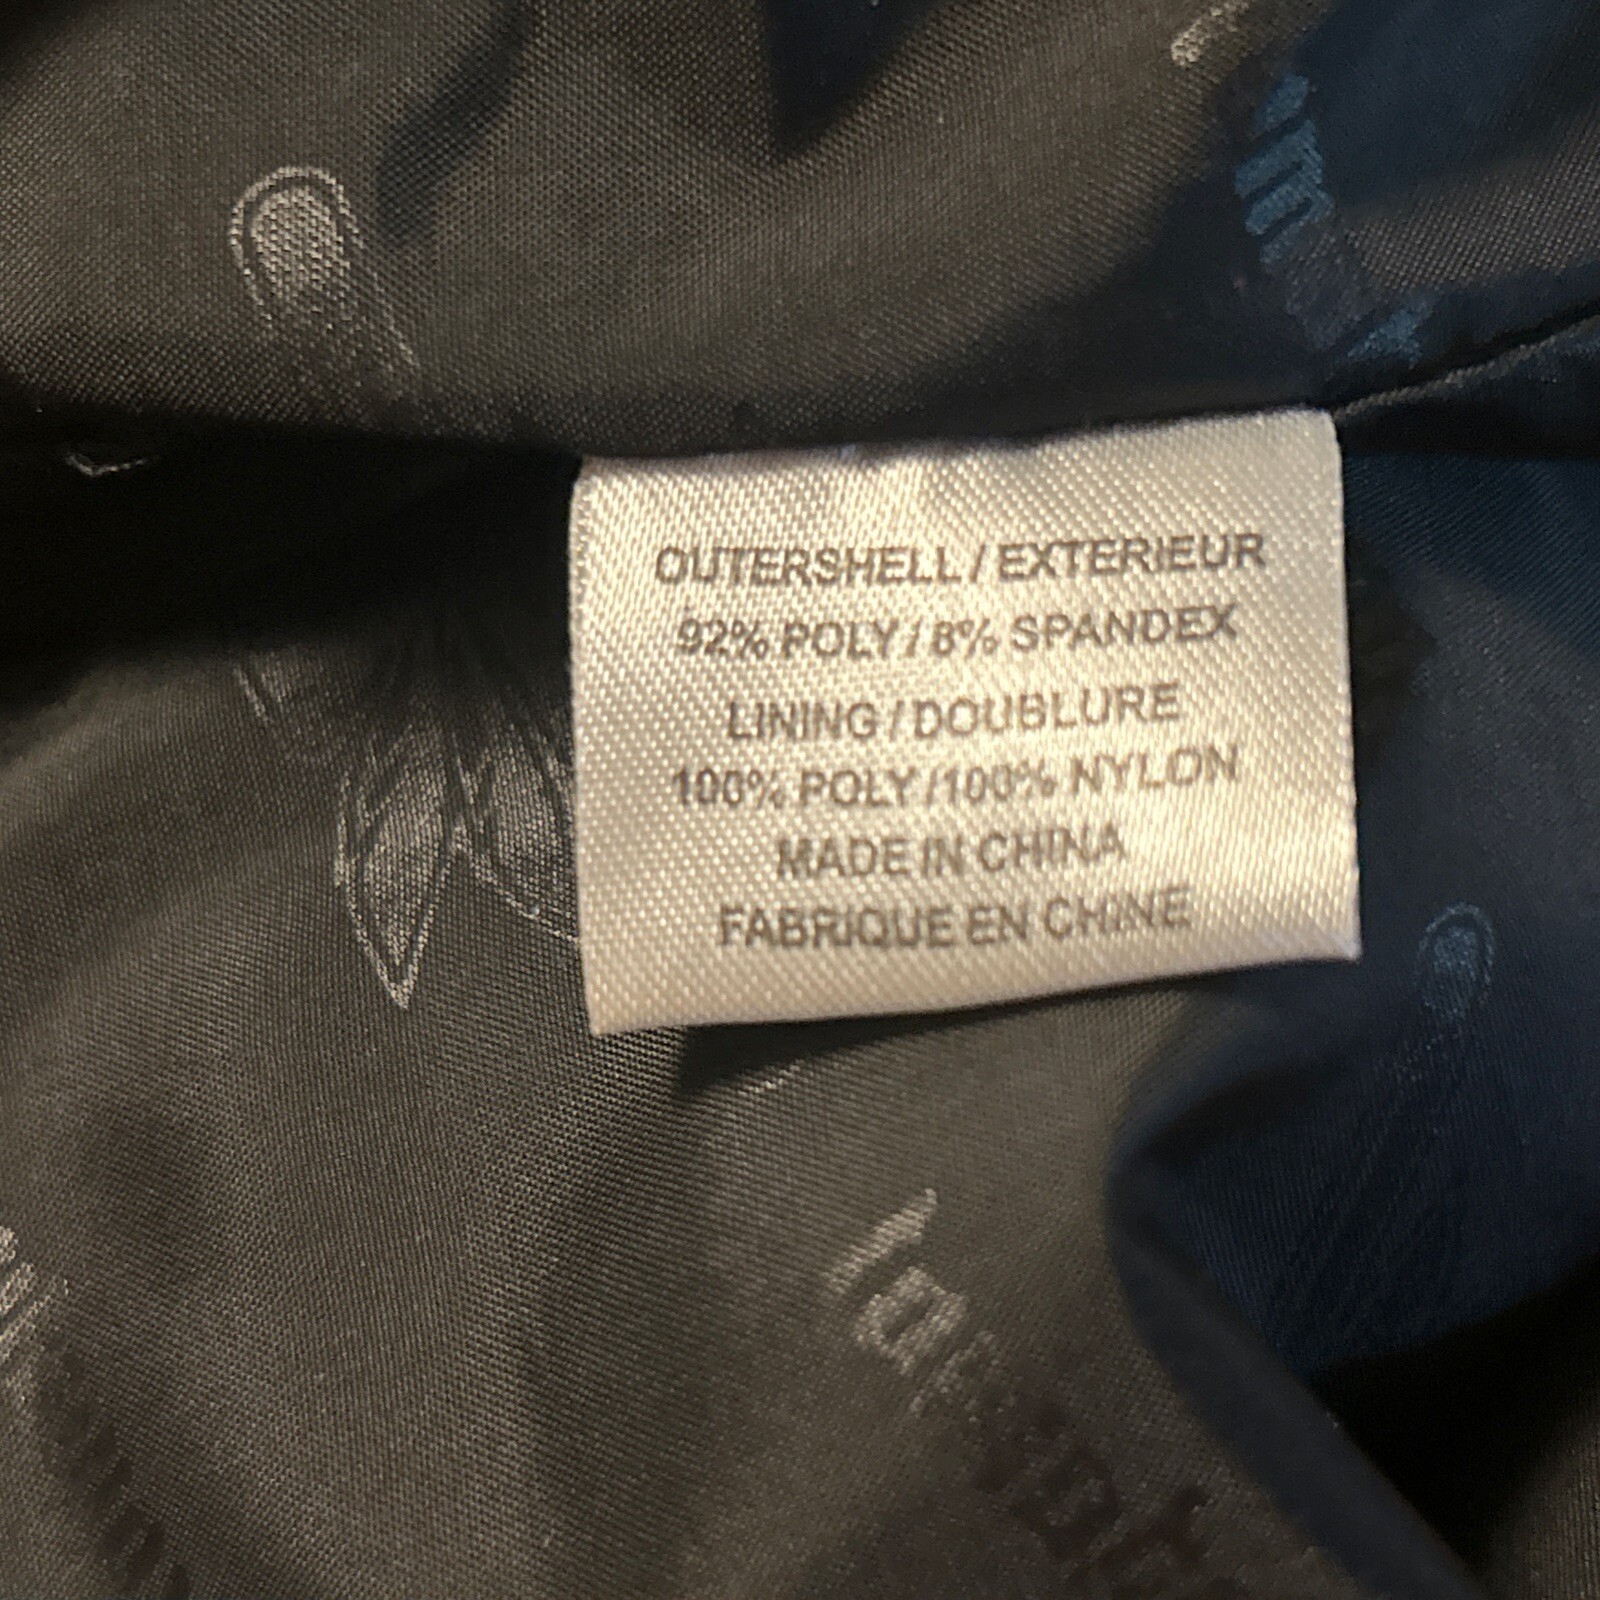 OUTERSHELL / EXTERIEUR
92% POLY / 8% SPANDEX
LINING / DOUBLURE
100% POLY / 100% NYLON
MADE IN CHINA
FABRIQUE EN CHINE